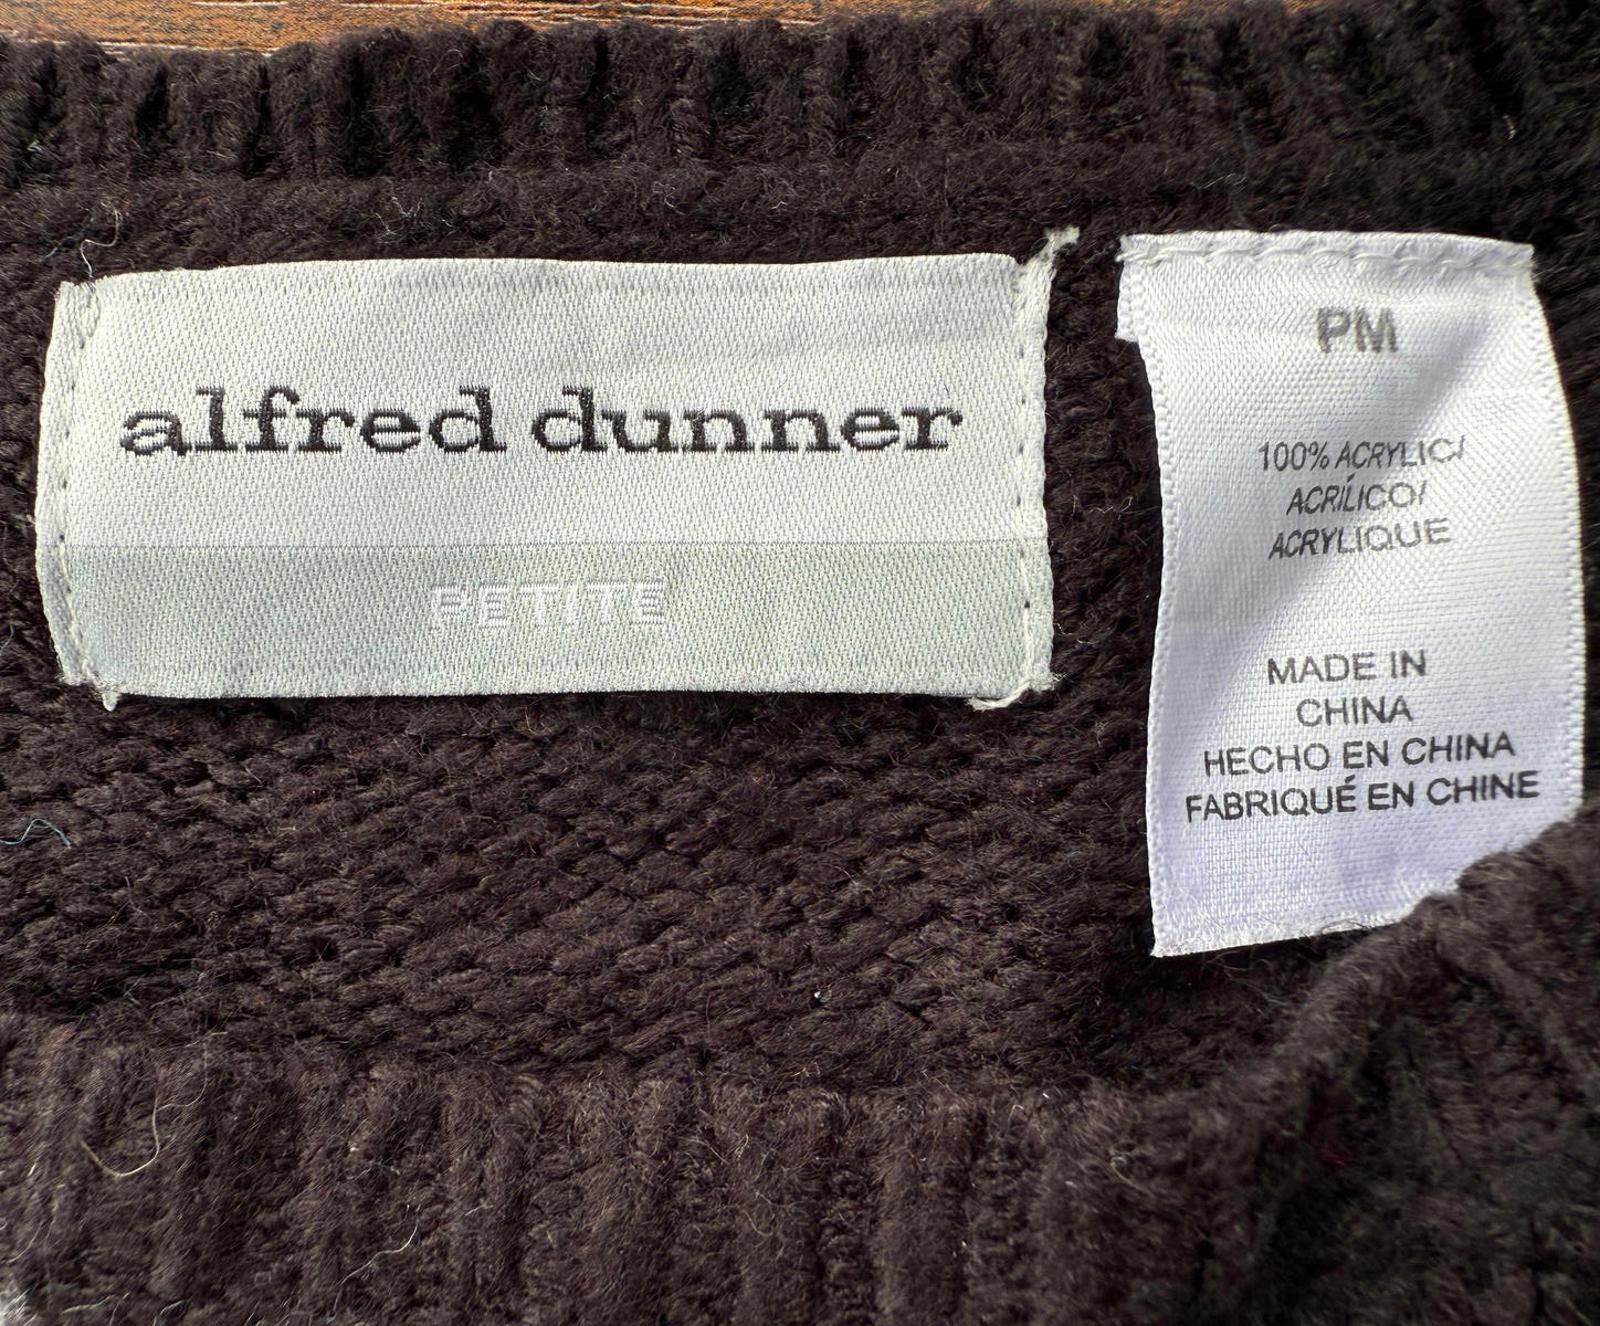 alfred dunner
PETITE
PM
100% ACRYLIC/
ACRÍLICO/
ACRYLIQUE
MADE IN
CHINA
HECHO EN CHINA
FABRIQUÉ EN CHINE